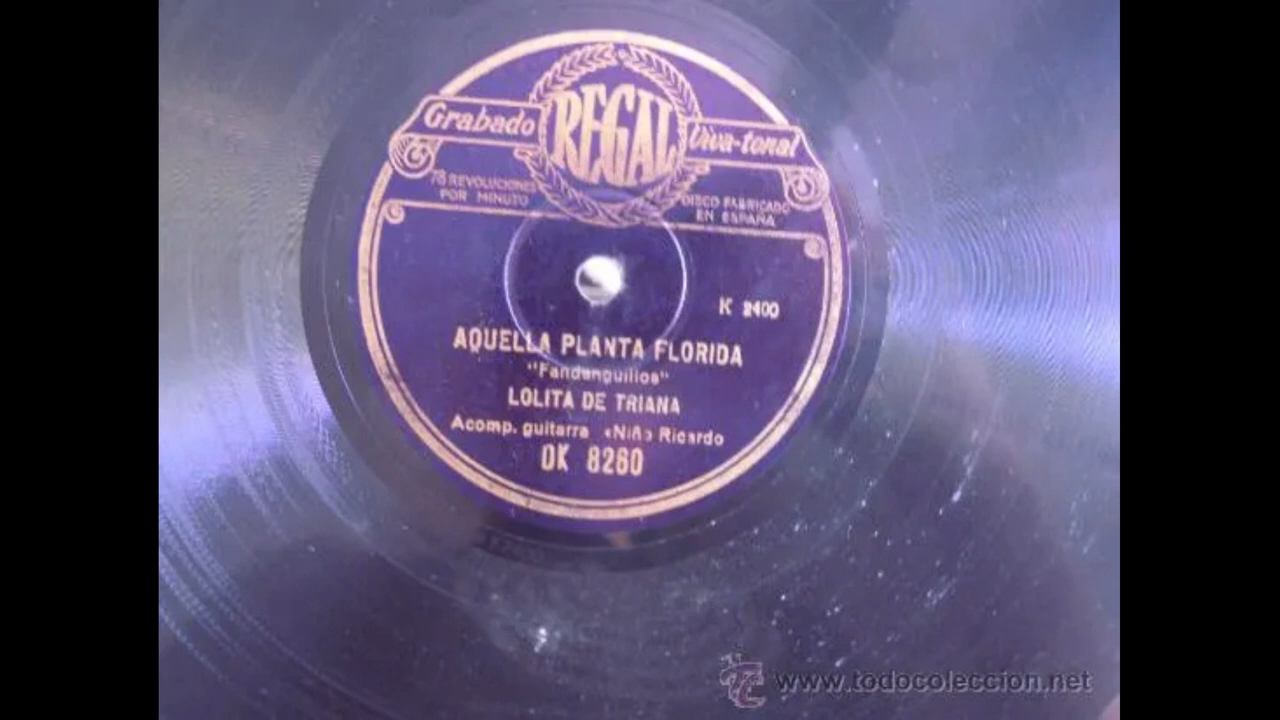 Grabado REGAL Viva-tonal
78 REVOLUCIONES
POR MINUTO
DISCO FABRICADO
EN ESPAÑA
K 2400
AQUELLA PLANTA FLORIDA
"Fandanguillos"
LOLITA DE TRIANA
Acomp. guitarra «Niño Ricardo
DK 8260
www.todocoleccion.net